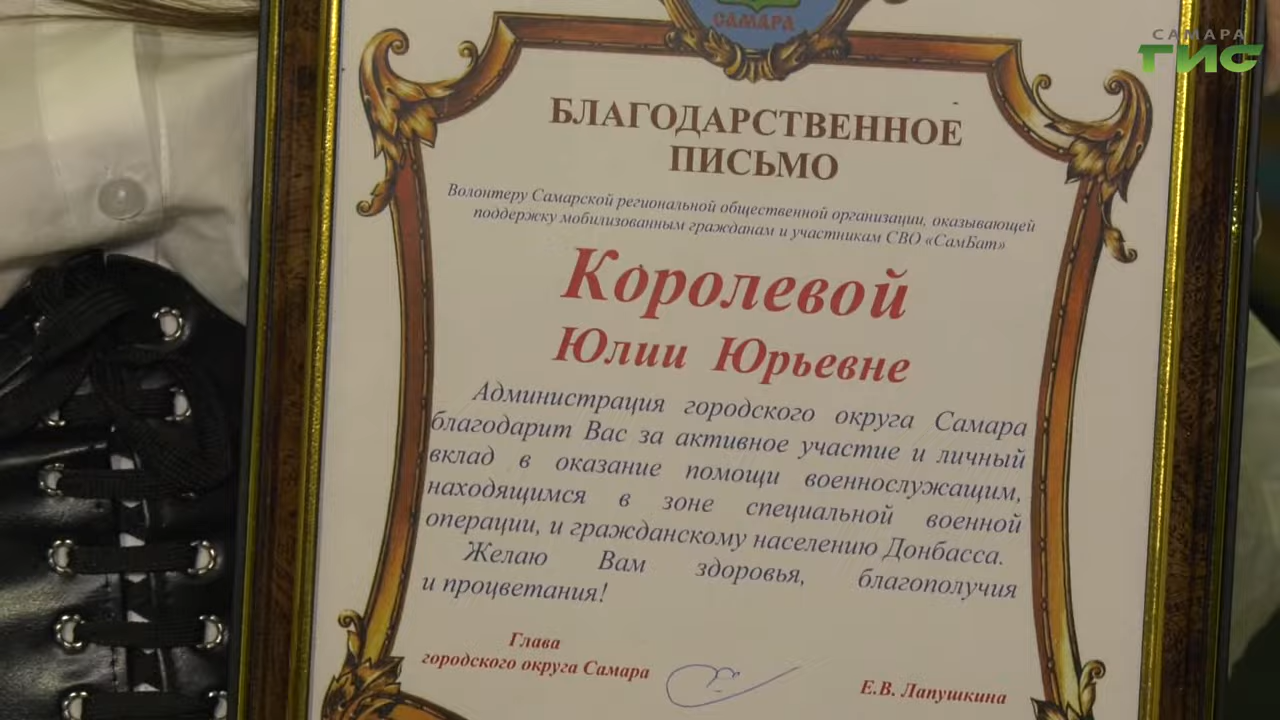 САМАРА
САМАРА
ГИС
БЛАГОДАРСТВЕННОЕ
ПИСЬМО
Волонтеру Самарской региональной общественной организации, оказывающей
поддержку мобилизованным гражданам и участникам СВО «СамБат»
Королевой
Юлии Юрьевне
Администрация городского округа Самара
благодарит Вас за активное участие и личный
вклад в оказание помощи военнослужащим,
находящимся в зоне специальной военной
операции, и гражданскому населению Донбасса.
Желаю Вам здоровья, благополучия
и процветания!
Глава
городского округа Самара
Е.В. Лапушкина